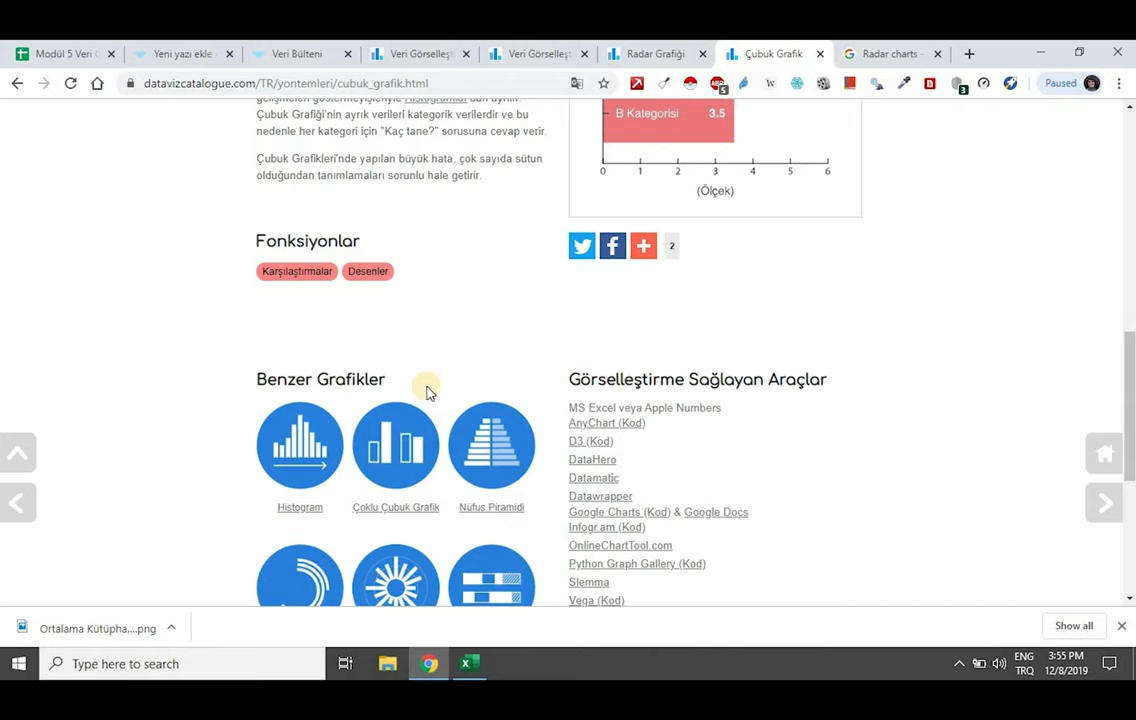 Modül 5 Veri
Yeni yazı ekle
Veri Bülteni
Veri Görselleşt
Veri Görselleşt
Radar Grafiği
Çubuk Grafik
Radar charts
datavizcatalogue.com/TR/yontemleri/cubuk_grafik.html
Paused
gelişmeleri göstermeyişleriyle Histogramlar'dan ayrılır.
Çubuk Grafiği'nin ayrık verileri kategorik verilerdir ve bu
nedenle her kategori için "Kaç tane?" sorusuna cevap verir.
Çubuk Grafikleri'nde yapılan büyük hata, çok sayıda sütun
olduğundan tanımlamaları sorunlu hale getirir.
B Kategorisi 3.5
0 1 2 3 4 5 6
(Ölçek)
Fonksiyonlar
Karşılaştırmalar Desenler
2
Benzer Grafikler
Histogram
Çoklu Çubuk Grafik
Nüfus Piramidi
Görselleştirme Sağlayan Araçlar
MS Excel veya Apple Numbers
AnyChart (Kod)
D3 (Kod)
DataHero
Datamatic
Datawrapper
Google Charts (Kod) & Google Docs
Infogr.am (Kod)
OnlineChartTool.com
Python Graph Gallery (Kod)
Slemma
Vega (Kod)
Ortalama Kütüpha....png
Show all
Type here to search
ENG
TRQ
3:55 PM
12/8/2019